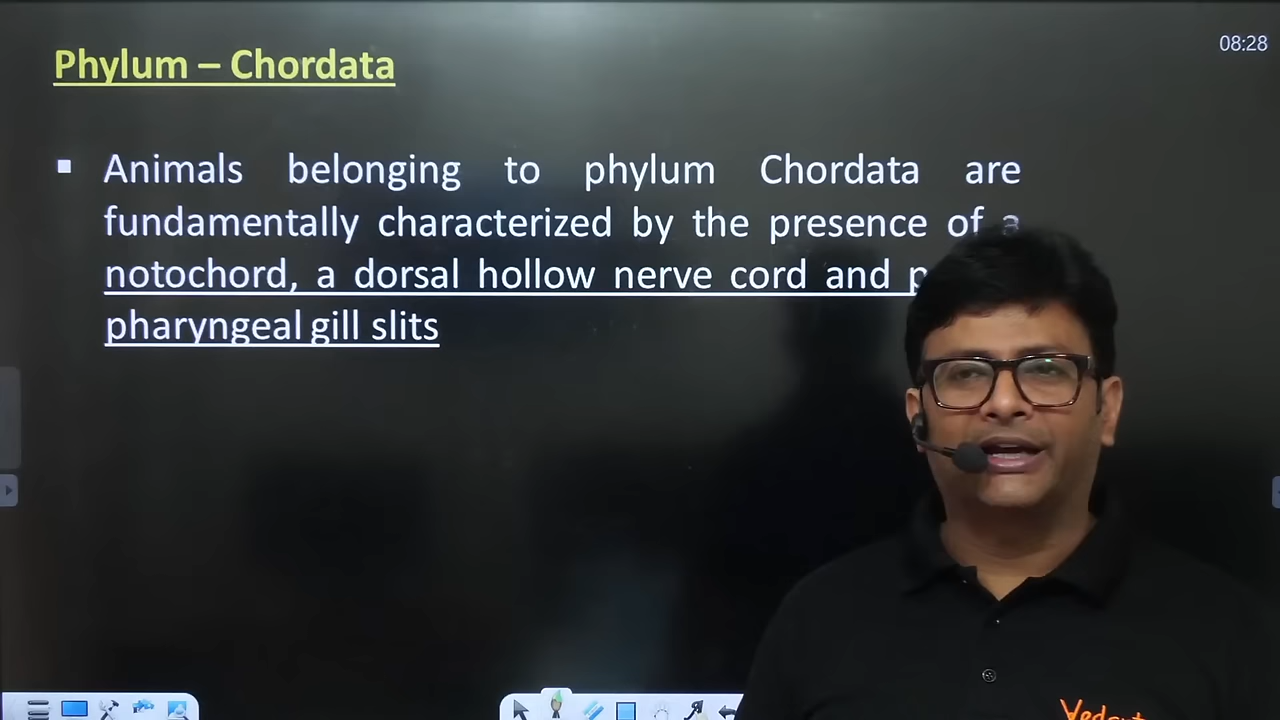 Phylum – Chordata
08:28
▪ Animals belonging to phylum Chordata are
fundamentally characterized by the presence of a
notochord, a dorsal hollow nerve cord and
pharyngeal gill slits